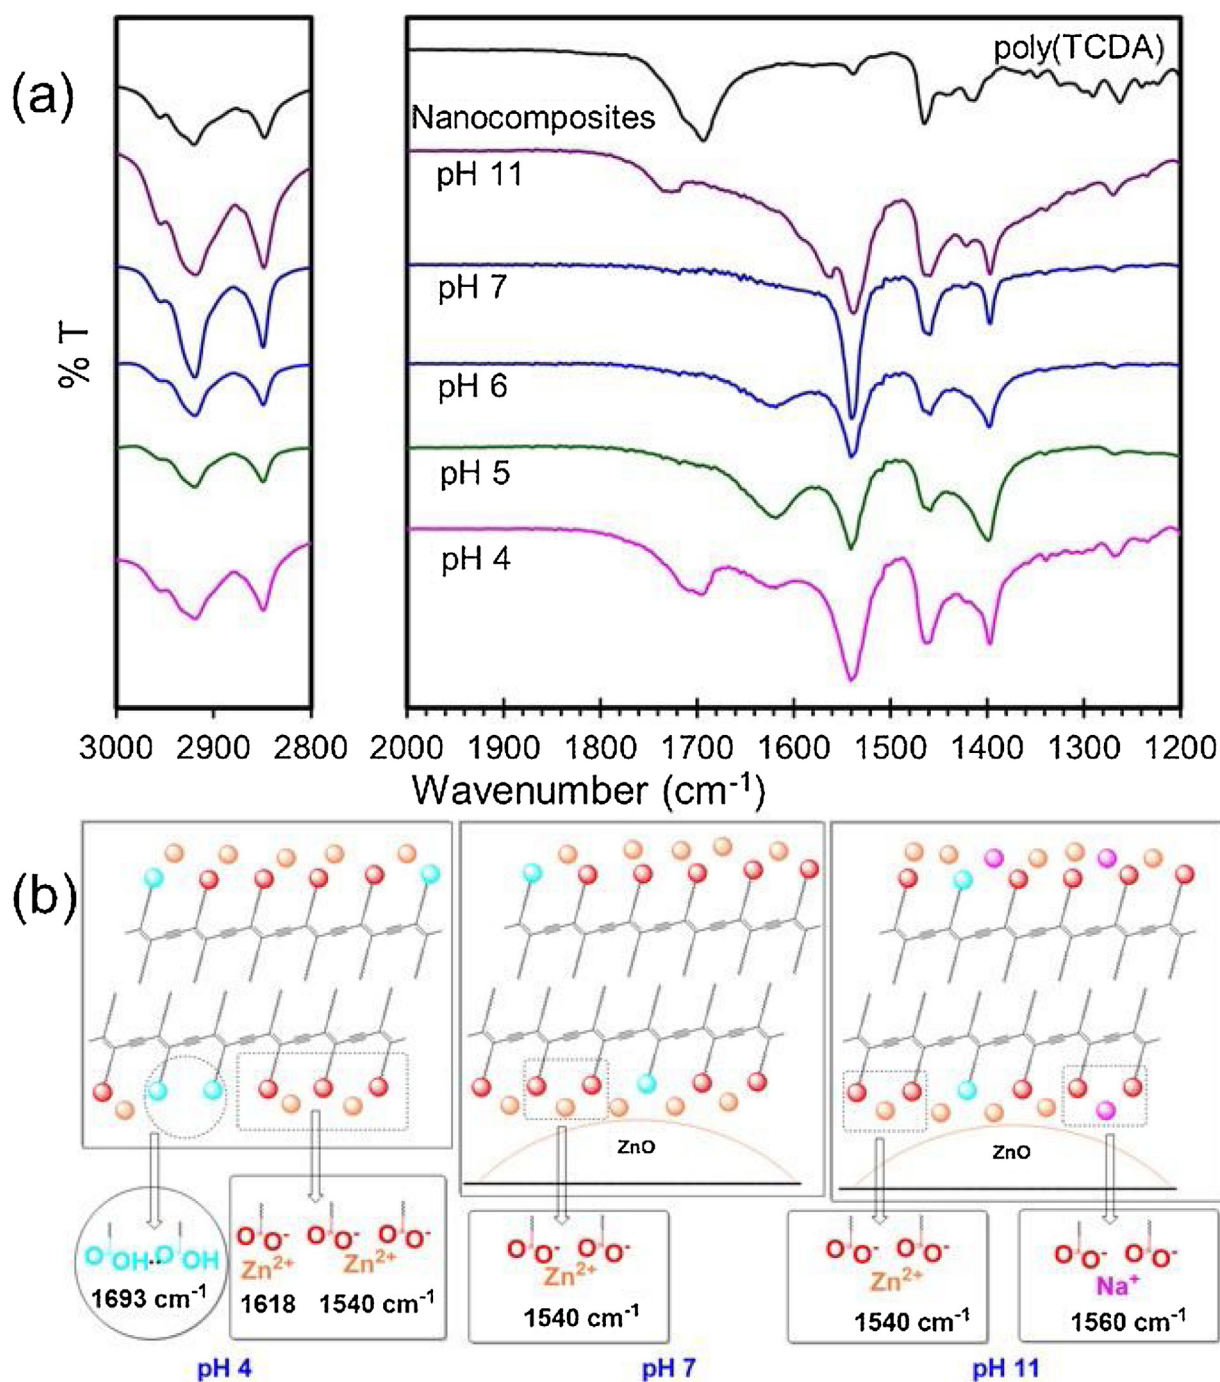 (a)
poly(TCDA)
Nanocomposites
pH 11
pH 7
pH 6
pH 5
pH 4
% T
3000 2900 2800 2000 1900 1800 1700 1600 1500 1400 1300 1200
Wavenumber (cm⁻¹)
(b)
ZnO
ZnO
O OH·· O OH
1693 cm⁻¹
O O⁻ O O⁻ O O⁻
Zn²⁺ Zn²⁺
1618 1540 cm⁻¹
O O⁻ O O⁻
Zn²⁺
1540 cm⁻¹
O O⁻ O O⁻
Zn²⁺
1540 cm⁻¹
O O⁻ O O⁻
Na⁺
1560 cm⁻¹
pH 4 pH 7 pH 11